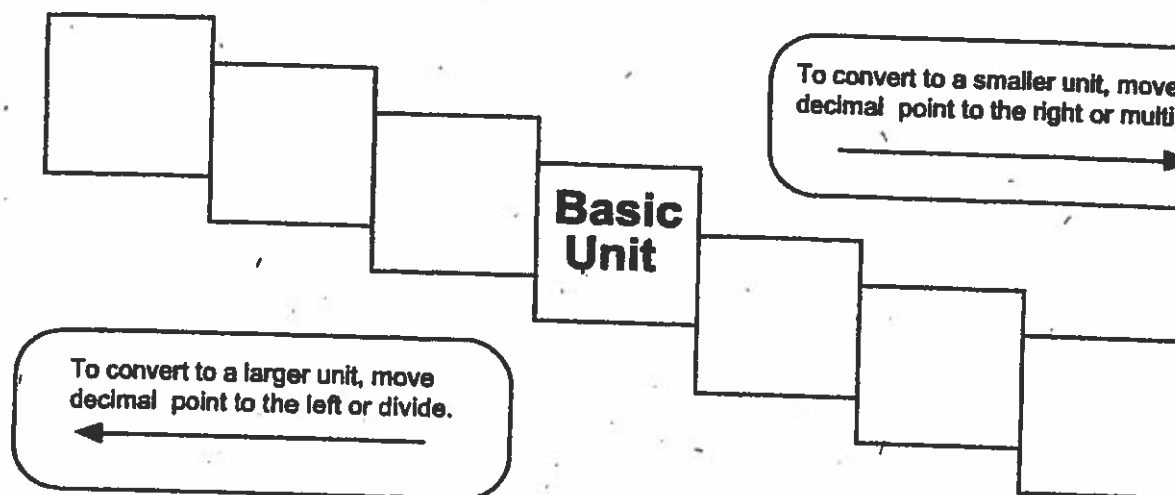 To convert to a smaller unit, move
decimal point to the right or multi
Basic
Unit
To convert to a larger unit, move
decimal point to the left or divide.